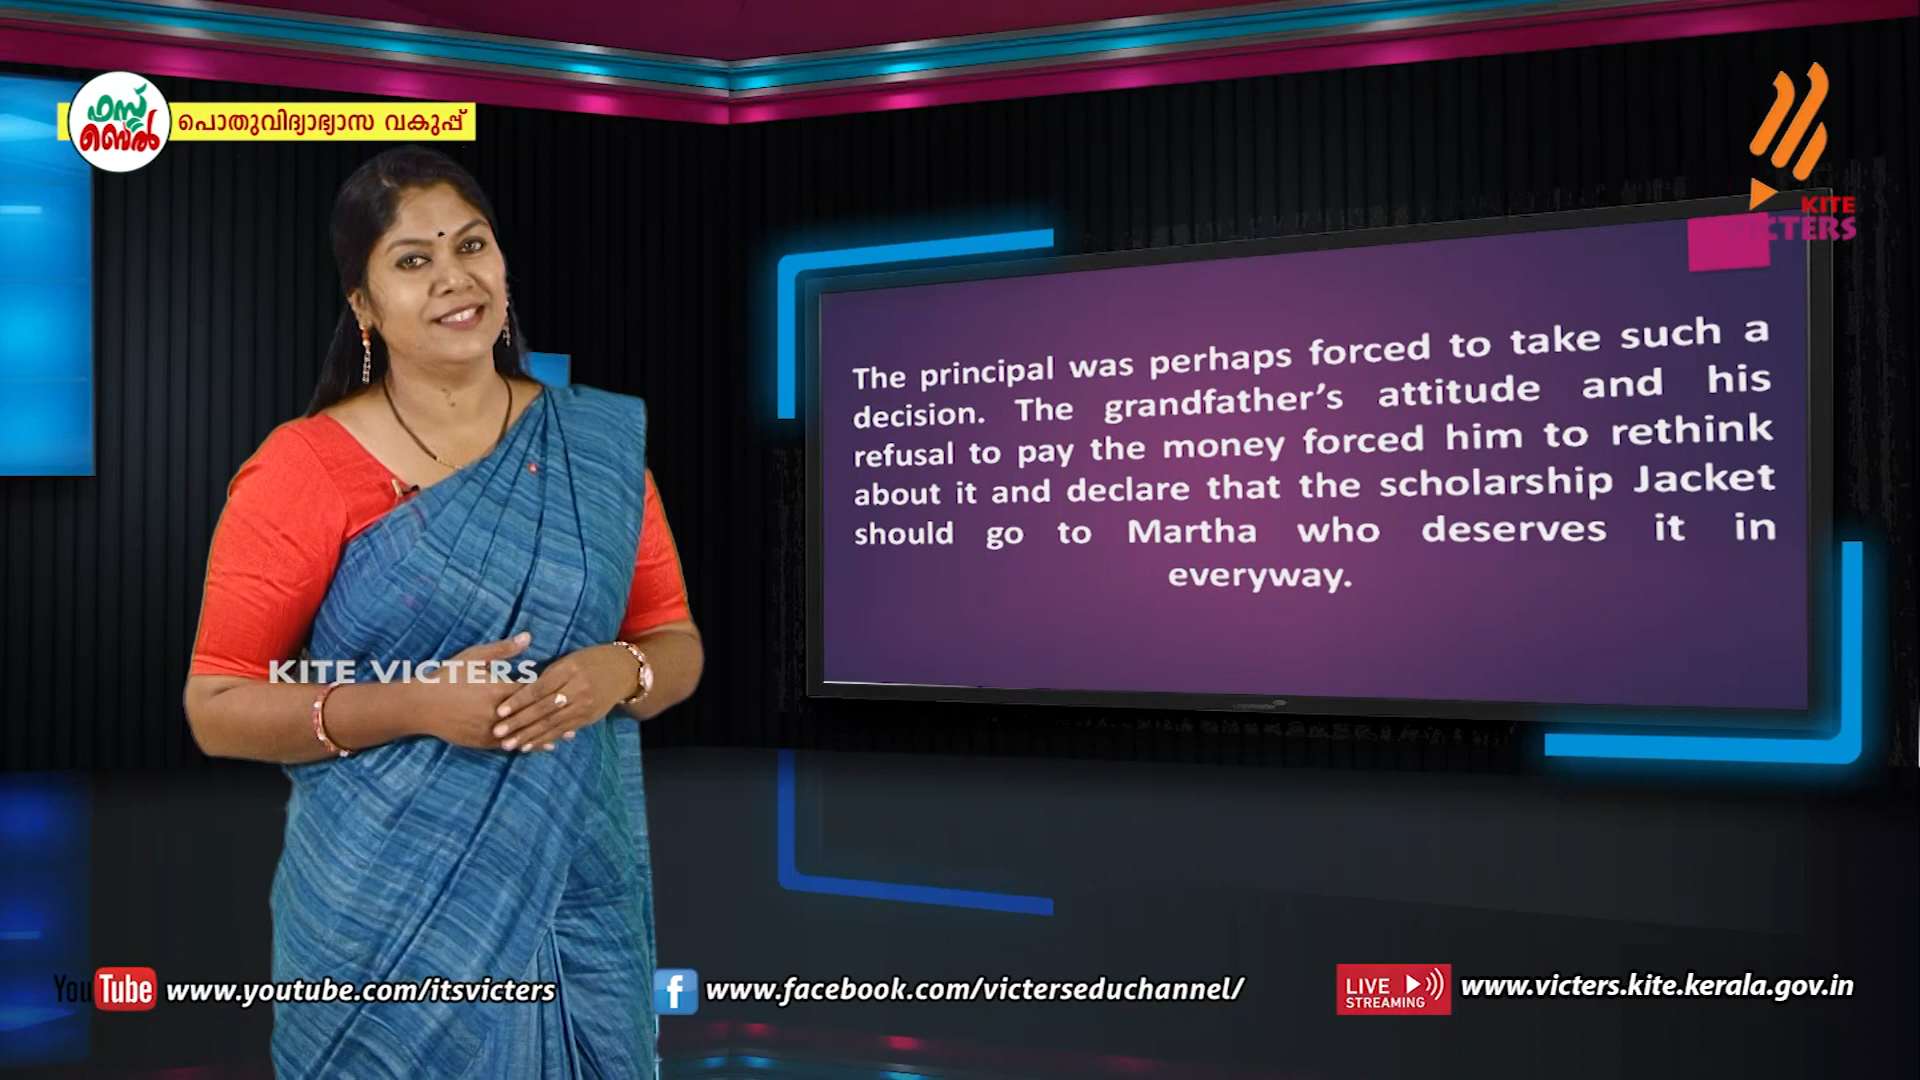 ഫസ്റ്റ്
ബെൽ
പൊതുവിദ്യാഭ്യാസ വകുപ്പ്
KITE
VICTERS
The principal was perhaps forced to take such a
decision. The grandfather's attitude and his
refusal to pay the money forced him to rethink
about it and declare that the scholarship Jacket
should go to Martha who deserves it in
everyway.
KITE VICTERS
You Tube www.youtube.com/itsvicters
f www.facebook.com/victerseduchannel/
LIVE
STREAMING
www.victers.kite.kerala.gov.in